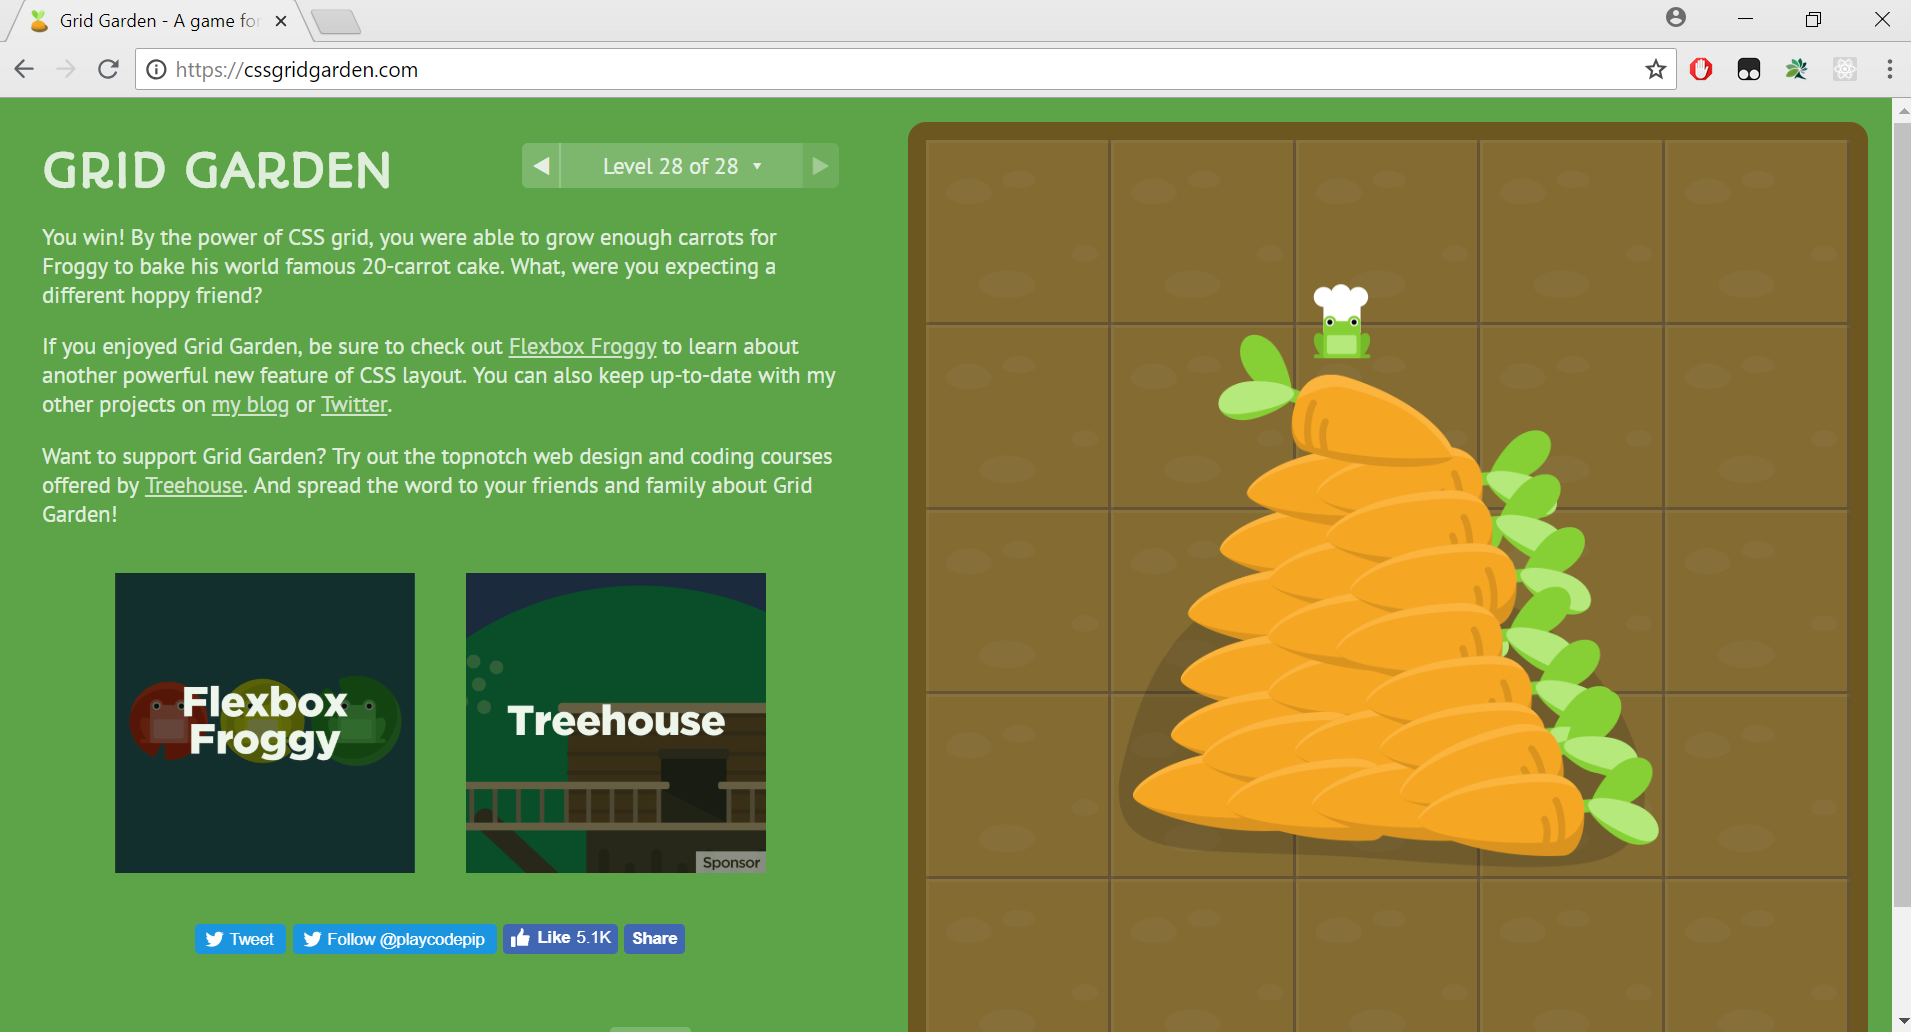 Grid Garden - A game for
https://cssgridgarden.com
GRID GARDEN
Level 28 of 28
You win! By the power of CSS grid, you were able to grow enough carrots for
Froggy to bake his world famous 20-carrot cake. What, were you expecting a
different hoppy friend?
If you enjoyed Grid Garden, be sure to check out Flexbox Froggy to learn about
another powerful new feature of CSS layout. You can also keep up-to-date with my
other projects on my blog or Twitter.
Want to support Grid Garden? Try out the topnotch web design and coding courses
offered by Treehouse. And spread the word to your friends and family about Grid
Garden!
Flexbox
Froggy
Treehouse
Sponsor
Tweet
Follow @playcodepip
Like 5.1K
Share